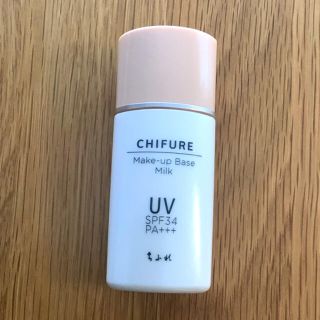 CHIFURE
Make-up Base
Milk
UV
SPF34
PA+++
ちふれ